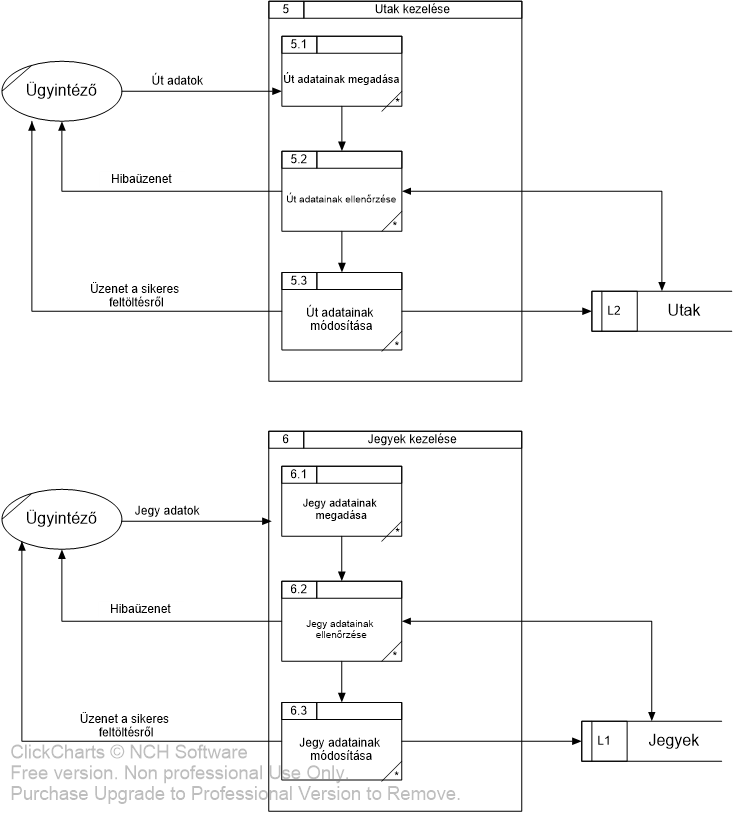 5 Utak kezelése
5.1
Út adatainak megadása
*
Ügyintéző
Út adatok
5.2
Út adatainak ellenőrzése
*
Hibaüzenet
5.3
Út adatainak
módosítása
*
Üzenet a sikeres
feltöltésről
L2 Utak
6 Jegyek kezelése
6.1
Jegy adatainak
megadása
*
Ügyintéző
Jegy adatok
6.2
Jegy adatainak
ellenőrzése
*
Hibaüzenet
6.3
Jegy adatainak
módosítása
*
Üzenet a sikeres
feltöltésről
L1 Jegyek
ClickCharts © NCH Software
Free version. Non professional Use Only.
Purchase Upgrade to Professional Version to Remove.